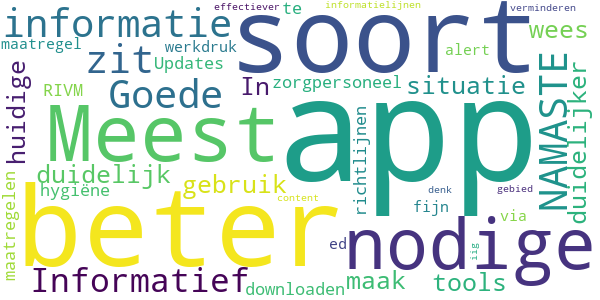 effectiever te informatielijnen verminderen
informatie soort wees
maatregel zit werkdruk Updates alert
huidige RIVM Goede In zorgpersoneel situatie NAMASTE duidelijker
Meest app
duidelijk hygiëne gebruik richtlijnen
maatregelen beter content denk gebied
fijn via
ed nodige iig
Informatief downloaden maak tools